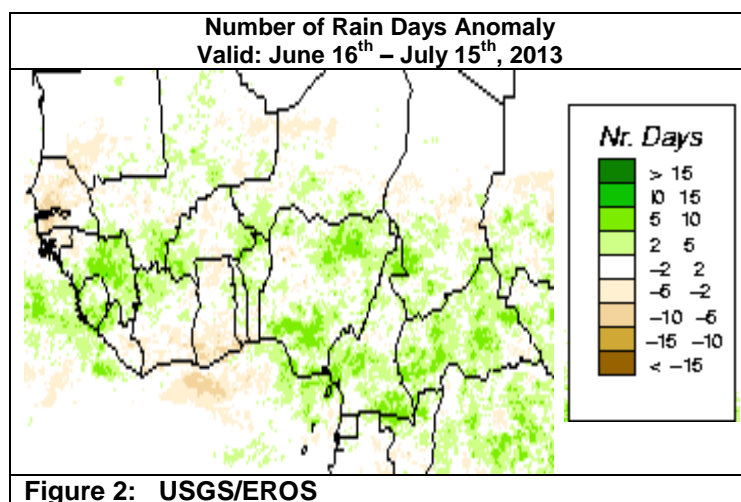 Number of Rain Days Anomaly
Valid: June 16th – July 15th, 2013
Nr. Days
> 15
10 15
5 10
2 5
-2 2
-5 -2
-10 -5
-15 -10
< -15
Figure 2: USGS/EROS